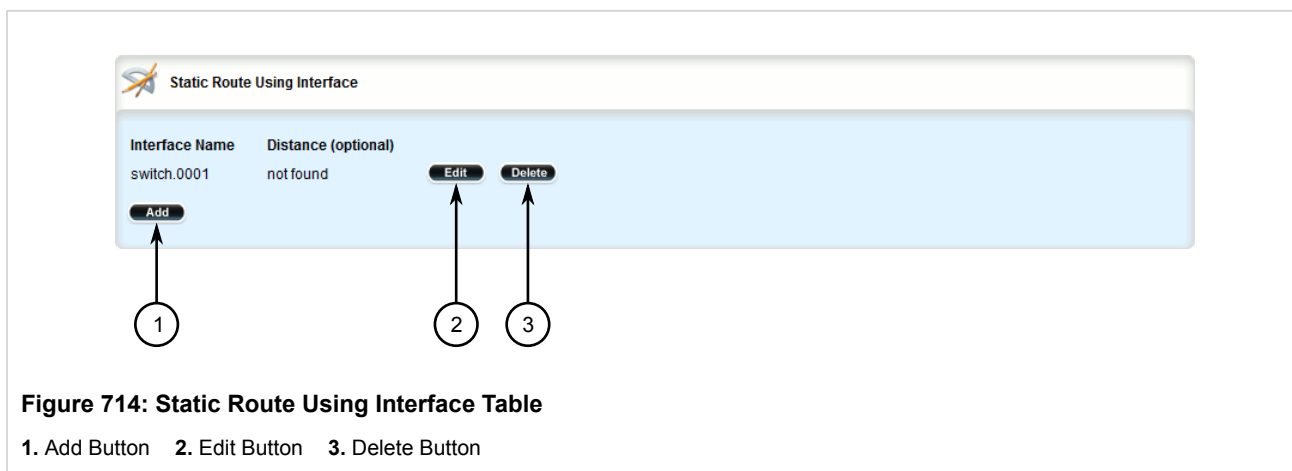 Static Route Using Interface
Interface Name Distance (optional)
switch.0001 not found Edit Delete
Add
1 2 3
Figure 714: Static Route Using Interface Table
1. Add Button 2. Edit Button 3. Delete Button